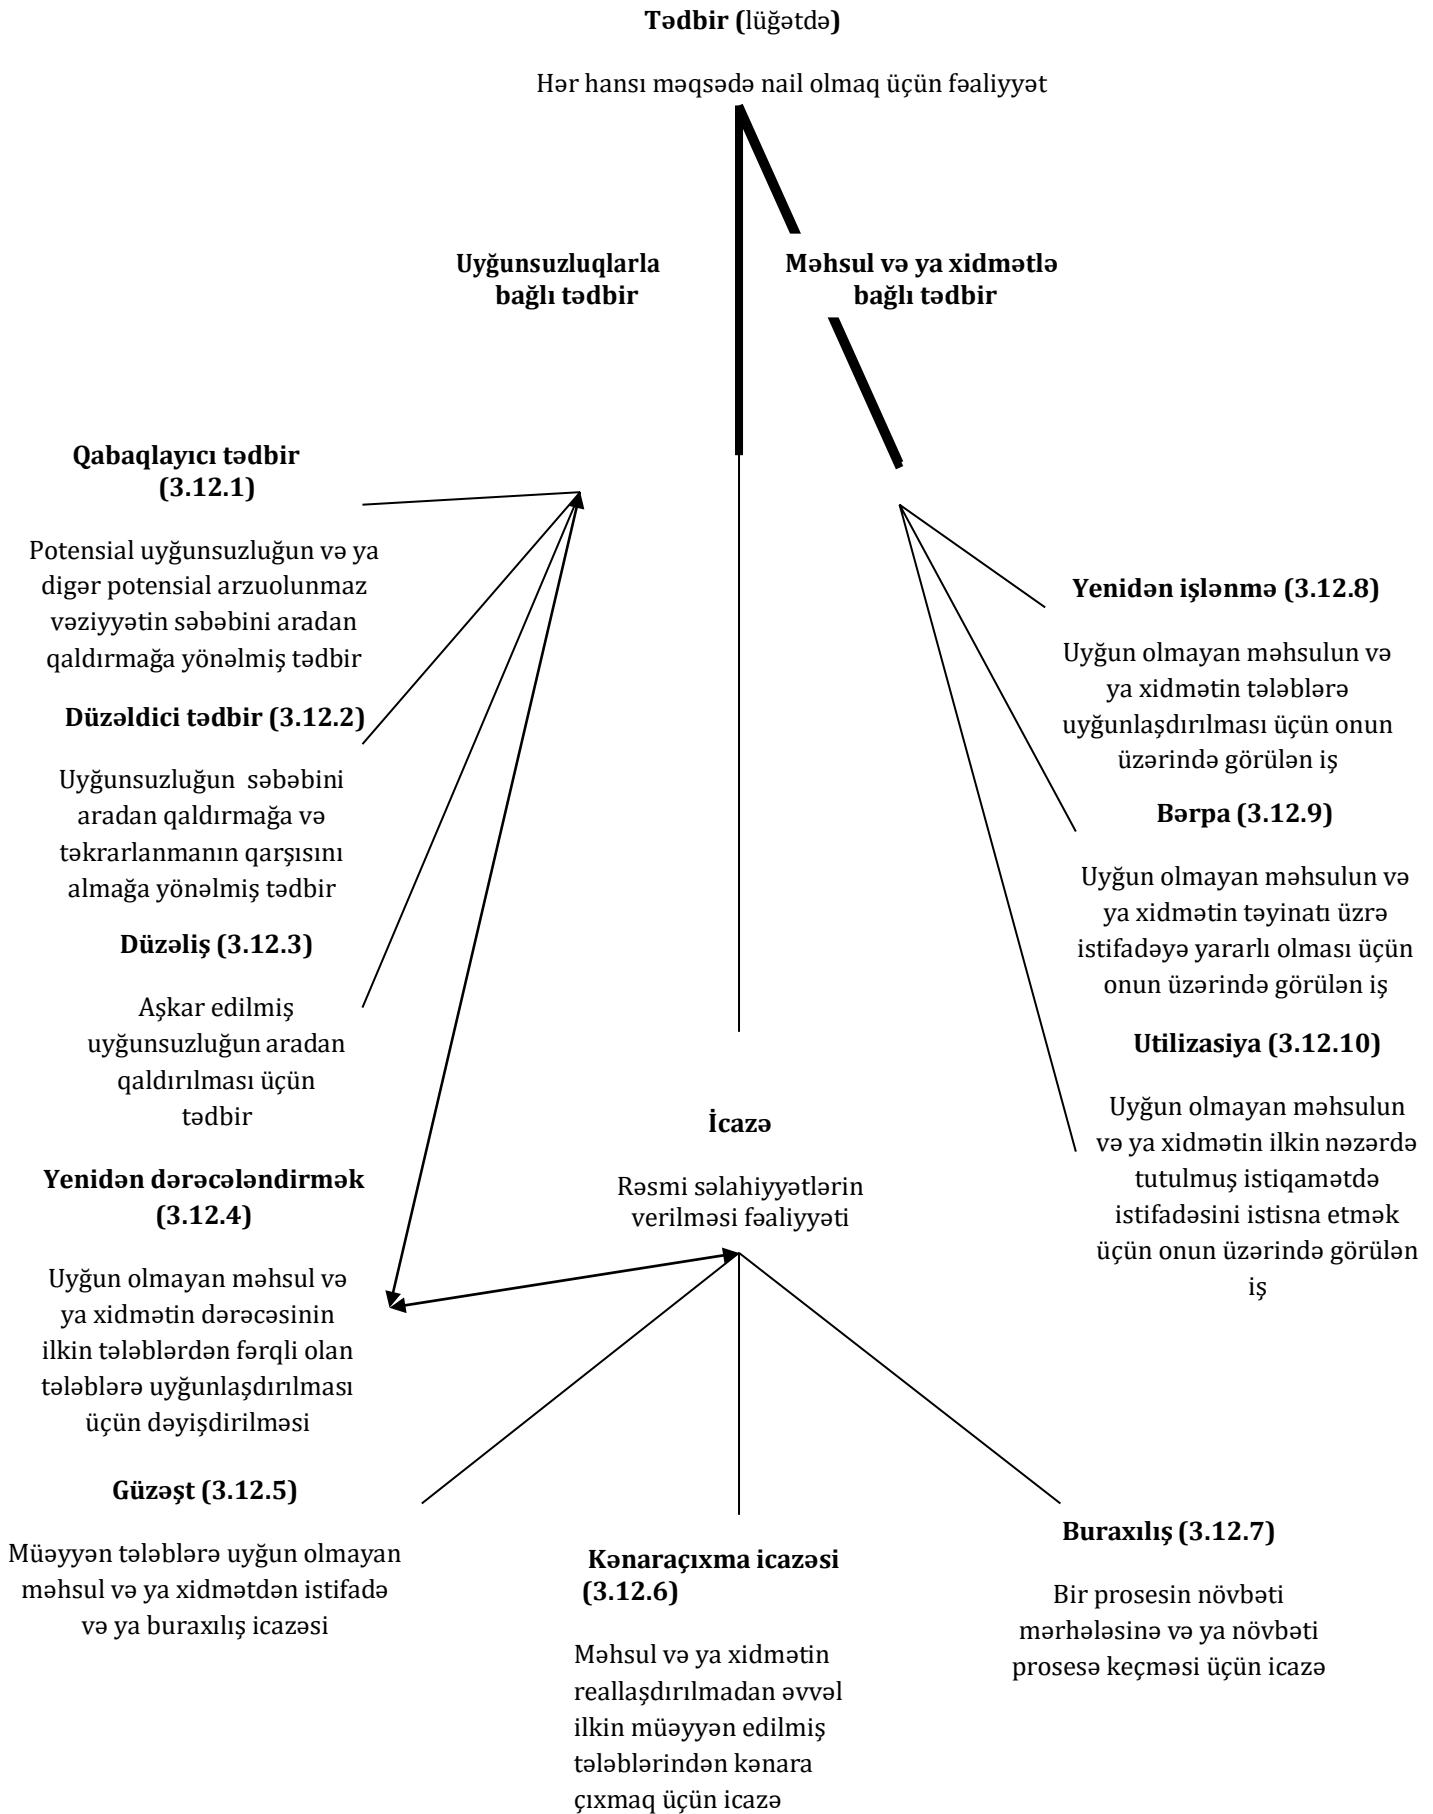 Tədbir (lüğətdə)
Hər hansı məqsədə nail olmaq üçün fəaliyyət
Uyğunsuzluqlarla
bağlı tədbir
Məhsul və ya xidmətlə
bağlı tədbir
Qabaqlayıcı tədbir
(3.12.1)
Potensial uyğunsuzluğun və ya
digər potensial arzuolunmaz
vəziyyətin səbəbini aradan
qaldırmağa yönəlmiş tədbir
Düzəldici tədbir (3.12.2)
Uyğunsuzluğun səbəbini
aradan qaldırmağa və
təkrarlanmanın qarşısını
almağa yönəlmiş tədbir
Düzəliş (3.12.3)
Aşkar edilmiş
uyğunsuzluğun aradan
qaldırılması üçün
tədbir
Yenidən dərəcələndirmək
(3.12.4)
Uyğun olmayan məhsul və
ya xidmətin dərəcəsinin
ilkin tələblərdən fərqli olan
tələblərə uyğunlaşdırılması
üçün dəyişdirilməsi
Yenidən işlənmə (3.12.8)
Uyğun olmayan məhsulun və
ya xidmətin tələblərə
uyğunlaşdırılması üçün onun
üzərində görülən iş
Bərpa (3.12.9)
Uyğun olmayan məhsulun və
ya xidmətin təyinatı üzrə
istifadəyə yararlı olması üçün
onun üzərində görülən iş
Utilizasiya (3.12.10)
Uyğun olmayan məhsulun
və ya xidmətin ilkin nəzərdə
tutulmuş istiqamətdə
istifadəsini istisna etmək
üçün onun üzərində görülən
iş
İcazə
Rəsmi səlahiyyətlərin
verilməsi fəaliyyəti
Güzəşt (3.12.5)
Müəyyən tələblərə uyğun olmayan
məhsul və ya xidmətdən istifadə
və ya buraxılış icazəsi
Kənaraçıxma icazəsi
(3.12.6)
Məhsul və ya xidmətin
reallaşdırılmadan əvvəl
ilkin müəyyən edilmiş
tələblərindən kənara
çıxmaq üçün icazə
Buraxılış (3.12.7)
Bir prosesin növbəti
mərhələsinə və ya növbəti
prosesə keçməsi üçün icazə